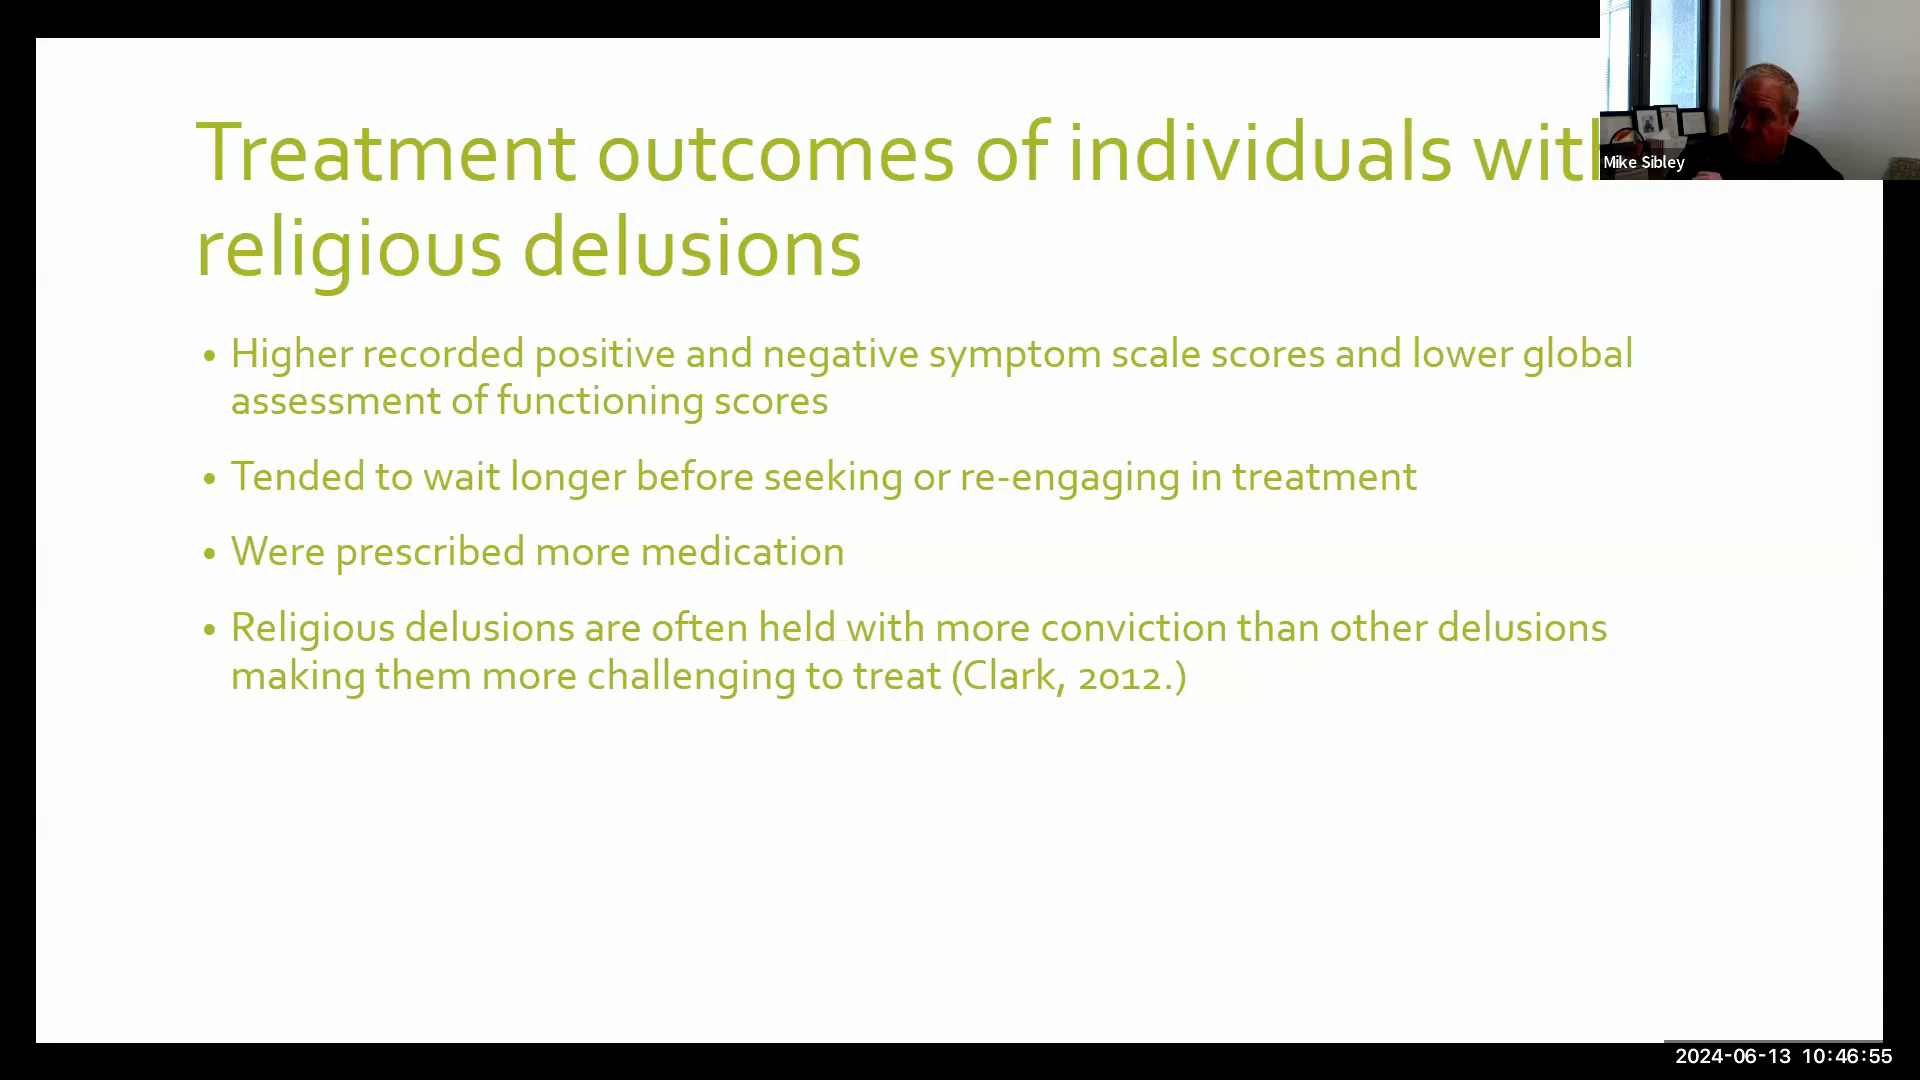 Treatment outcomes of individuals with
religious delusions
• Higher recorded positive and negative symptom scale scores and lower global
assessment of functioning scores
• Tended to wait longer before seeking or re-engaging in treatment
• Were prescribed more medication
• Religious delusions are often held with more conviction than other delusions
making them more challenging to treat (Clark, 2012.)
Mike Sibley
2024-06-13 10:46:55